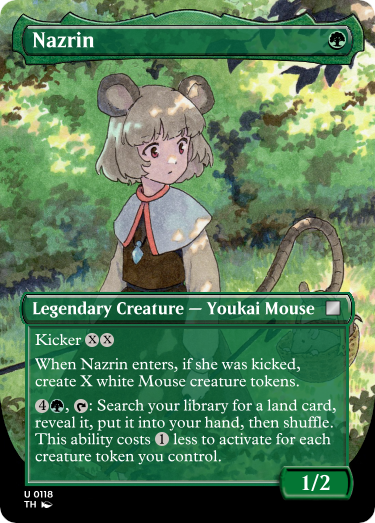 Nazrin
Legendary Creature — Youkai Mouse
Kicker XX
When Nazrin enters, if she was kicked,
create X white Mouse creature tokens.
4, : Search your library for a land card,
reveal it, put it into your hand, then shuffle.
This ability costs 1 less to activate for each
creature token you control.
1/2
U 0118
TH